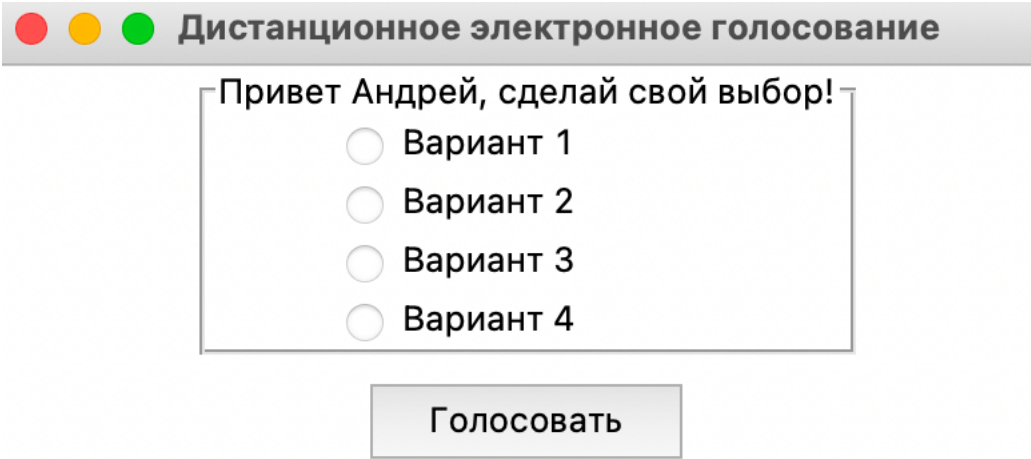 Дистанционное электронное голосование
Привет Андрей, сделай свой выбор!
Вариант 1
Вариант 2
Вариант 3
Вариант 4
Голосовать